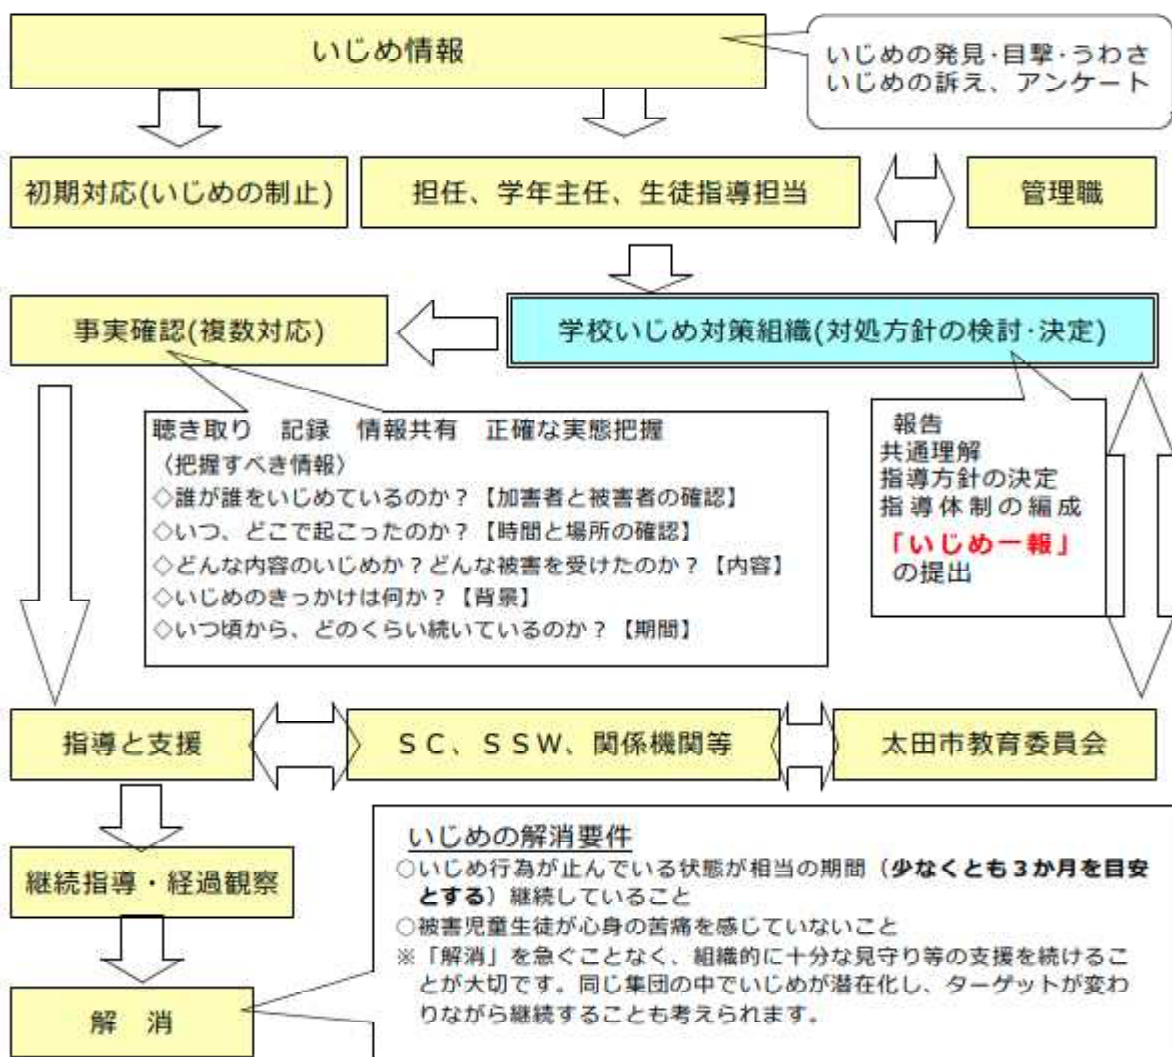 いじめ情報
いじめの発見･目撃･うわさ
いじめの訴え、アンケート
初期対応(いじめの制止)
担任、学年主任、生徒指導担当
管理職
事実確認(複数対応)
学校いじめ対策組織(対処方針の検討･決定)
聴き取り　記録　情報共有　正確な実態把握
〈把握すべき情報〉
◇誰が誰をいじめているのか？【加害者と被害者の確認】
◇いつ、どこで起こったのか？【時間と場所の確認】
◇どんな内容のいじめか？どんな被害を受けたのか？【内容】
◇いじめのきっかけは何か？【背景】
◇いつ頃から、どのくらい続いているのか？【期間】
報告
共通理解
指導方針の決定
指導体制の編成
「いじめ一報」
の提出
指導と支援
ＳＣ、ＳＳＷ、関係機関等
太田市教育委員会
継続指導・経過観察
解　消
いじめの解消要件
○いじめ行為が止んでいる状態が相当の期間（少なくとも３か月を目安
とする）継続していること
○被害児童生徒が心身の苦痛を感じていないこと
※「解消」を急ぐことなく、組織的に十分な見守り等の支援を続けるこ
とが大切です。同じ集団の中でいじめが潜在化し、ターゲットが変わ
りながら継続することも考えられます。